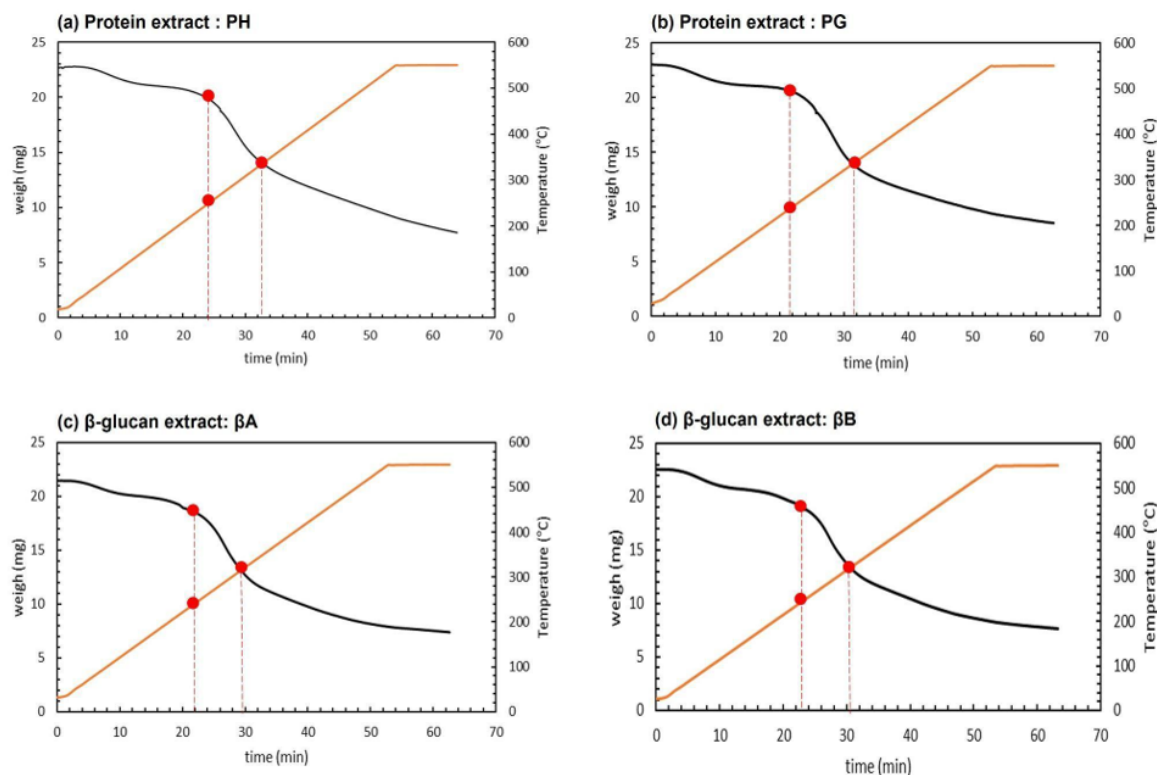 (a) Protein extract : PH
25
20
15
10
5
0
600
500
400
300
200
100
0
0 10 20 30 40 50 60 70
weigh (mg)
Temperature (°C)
time (min)
(b) Protein extract : PG
25
20
15
10
5
0
600
500
400
300
200
100
0
0 10 20 30 40 50 60 70
weigh (mg)
Temperature (°C)
time (min)
(c) β-glucan extract: βA
25
20
15
10
5
0
600
500
400
300
200
100
0
0 10 20 30 40 50 60 70
weigh (mg)
Temperature (°C)
time (min)
(d) β-glucan extract: βB
25
20
15
10
5
0
600
500
400
300
200
100
0
0 10 20 30 40 50 60 70
weigh (mg)
Temperature (°C)
time (min)